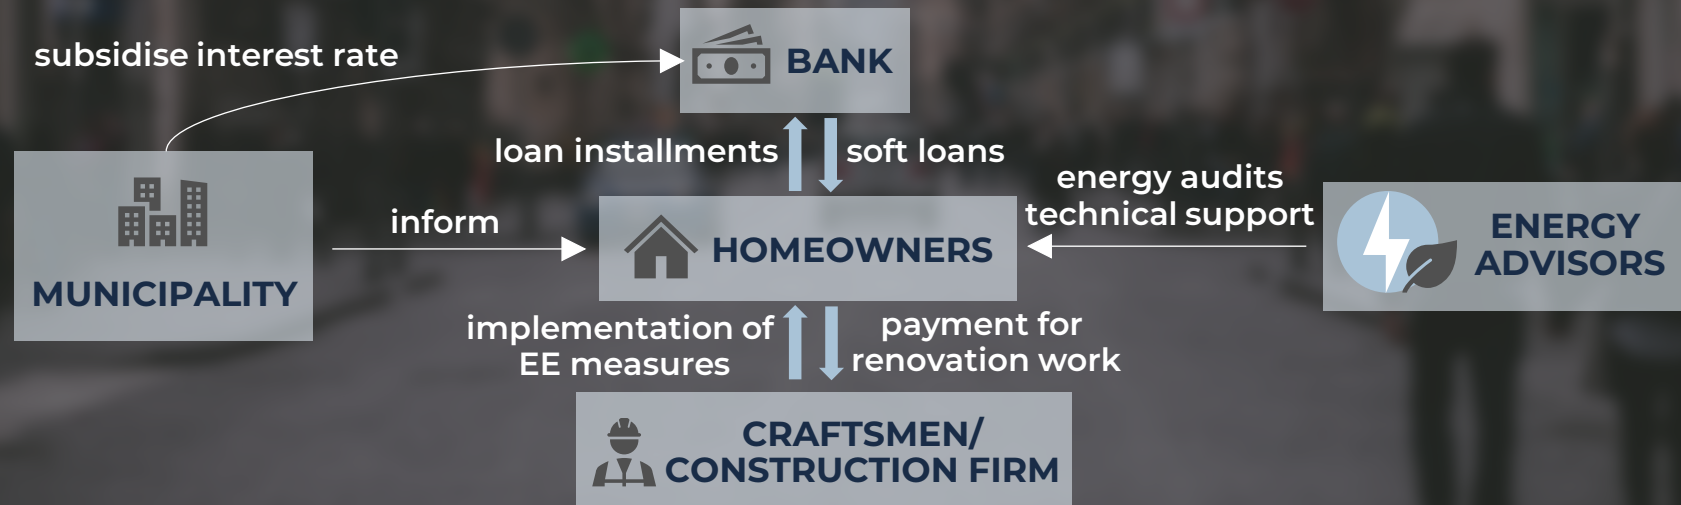 subsidise interest rate
BANK
loan installments
soft loans
energy audits
technical support
inform
MUNICIPALITY
HOMEOWNERS
ENERGY
ADVISORS
implementation of
EE measures
payment for
renovation work
CRAFTSMEN/
CONSTRUCTION FIRM